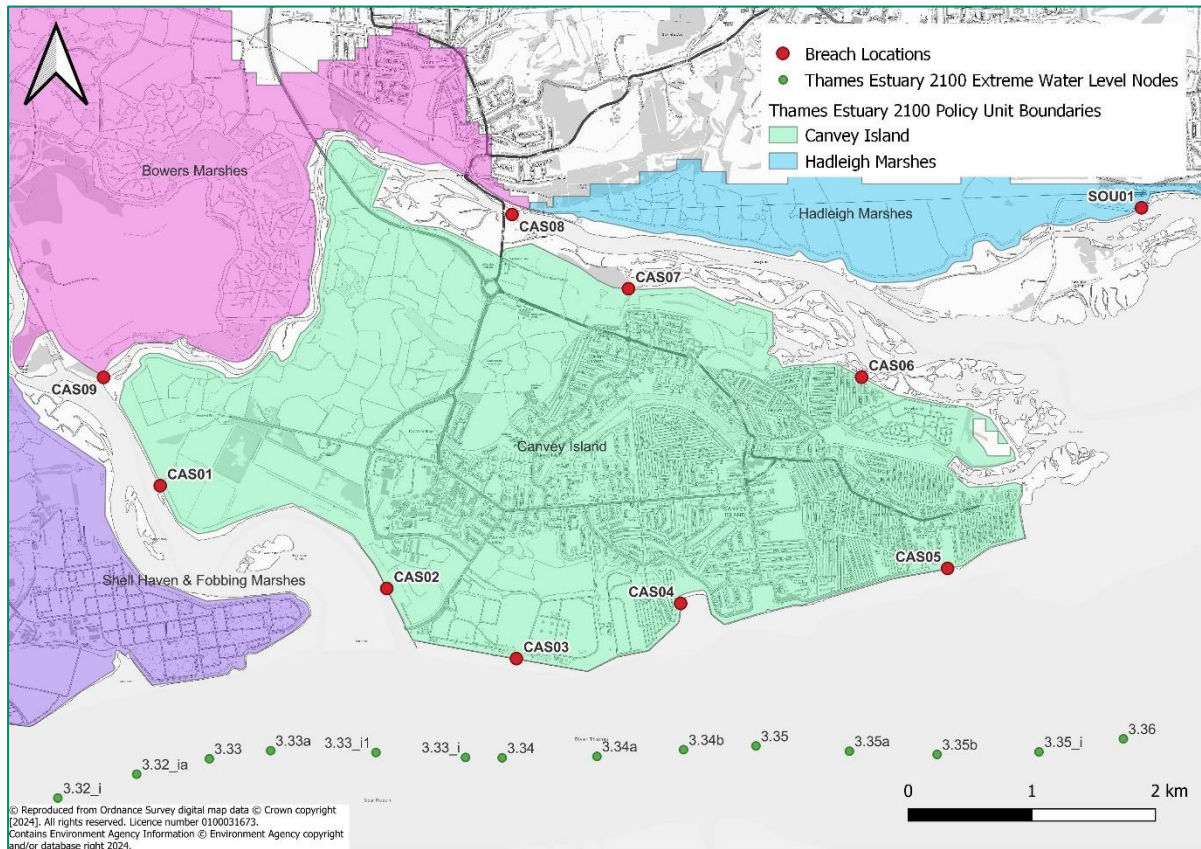 Breach Locations
Thames Estuary 2100 Extreme Water Level Nodes
Thames Estuary 2100 Policy Unit Boundaries
Canvey Island
Hadleigh Marshes
Bowers Marshes
CAS08
Hadleigh Marshes
SOU01
CAS07
CAS09
CAS06
Canvey Island
CAS01
CAS05
Shell Haven & Fobbing Marshes
CAS02
CAS04
CAS03
River Thames
3.32_i
3.32_ia
3.33
3.33a
3.33_i1
3.33_i
3.34
3.34a
3.34b
3.35
3.35a
3.35b
3.35_i
3.36
0 1 2 km
© Reproduced from Ordnance Survey digital map data © Crown copyright
[2024]. All rights reserved. Licence number 0100031673.
Contains Environment Agency Information © Environment Agency copyright
and/or database right 2024.